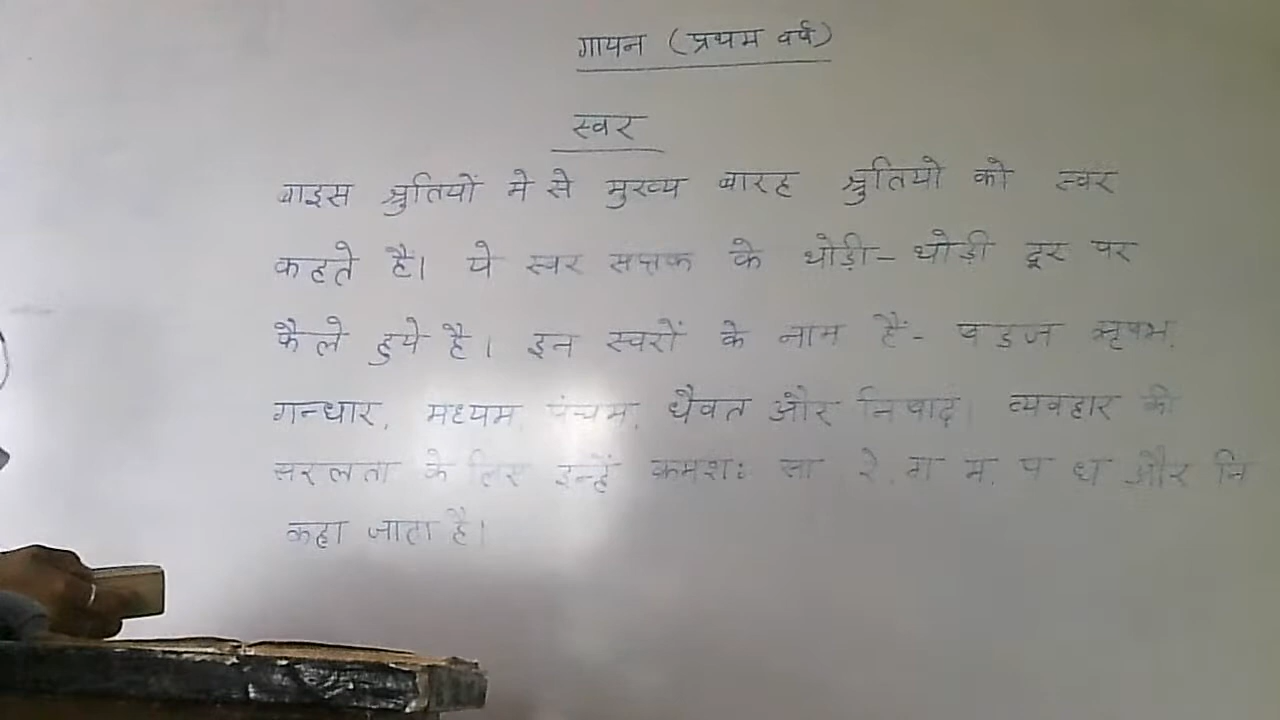 गायन (प्रथम वर्ष)
स्वर
बाइस श्रुतियों मे से मुख्य बारह श्रुतियो को स्वर
कहते हैं। ये स्वर सप्तक के थोड़ी-थोड़ी दूर पर
फैले हुये है। इन स्वरों के नाम हैं- षडज ऋषभ,
गन्धार, मध्यम, पंचम, धैवत और निषाद। व्यवहार की
सरलता के लिए इन्हें क्रमशः सा, रे, ग म, प ध और नि
कहा जाता है।